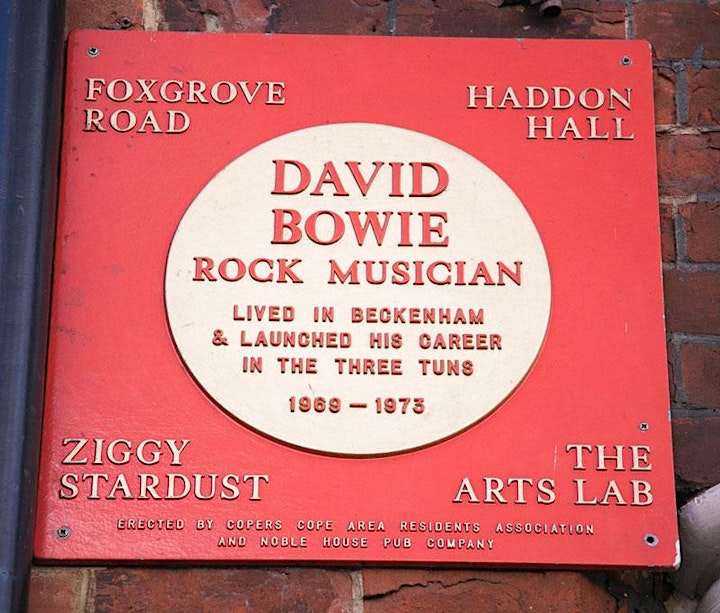 FOXGROVE
ROAD
HADDON
HALL
DAVID
BOWIE
ROCK MUSICIAN
LIVED IN BECKENHAM
& LAUNCHED HIS CAREER
IN THE THREE TUNS
1969 – 1973
ZIGGY
STARDUST
THE
ARTS LAB
ERECTED BY COPERS COPE AREA RESIDENTS ASSOCIATION
AND NOBLE HOUSE PUB COMPANY